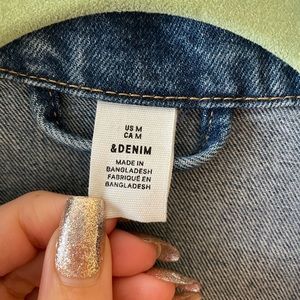 US M
CA M
&DENIM
MADE IN
BANGLADESH
FABRIQUÉ EN
BANGLADESH